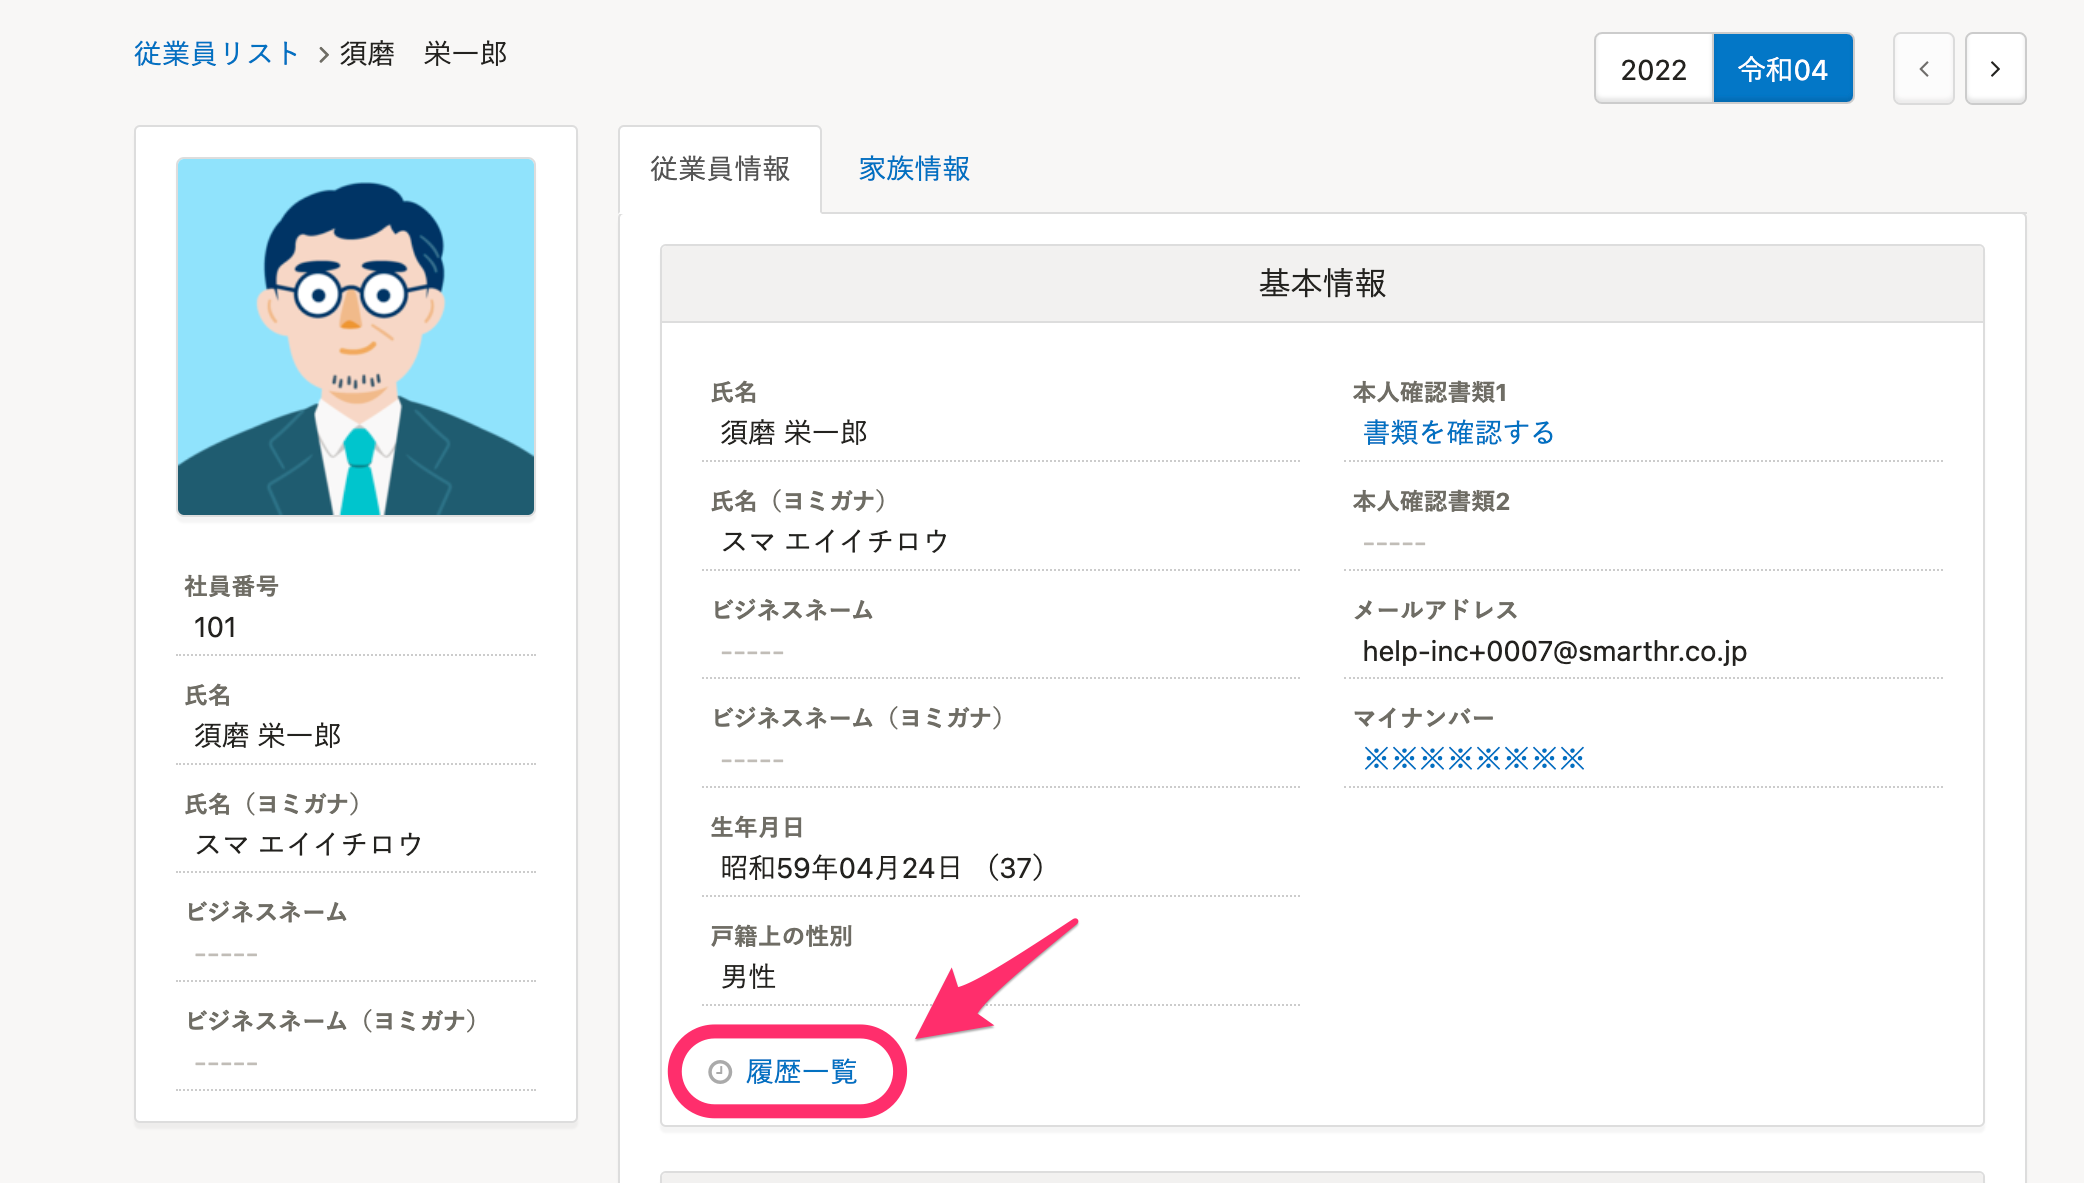 従業員リスト > 須磨　栄一郎
2022 令和04
< >
社員番号
101
氏名
須磨 栄一郎
氏名（ヨミガナ）
スマ エイイチロウ
ビジネスネーム
-----
ビジネスネーム（ヨミガナ）
-----
従業員情報 家族情報
基本情報
氏名
須磨 栄一郎
氏名（ヨミガナ）
スマ エイイチロウ
ビジネスネーム
-----
ビジネスネーム（ヨミガナ）
-----
生年月日
昭和59年04月24日 （37）
戸籍上の性別
男性
履歴一覧
本人確認書類1
書類を確認する
本人確認書類2
-----
メールアドレス
help-inc+0007@smarthr.co.jp
マイナンバー
※※※※※※※※